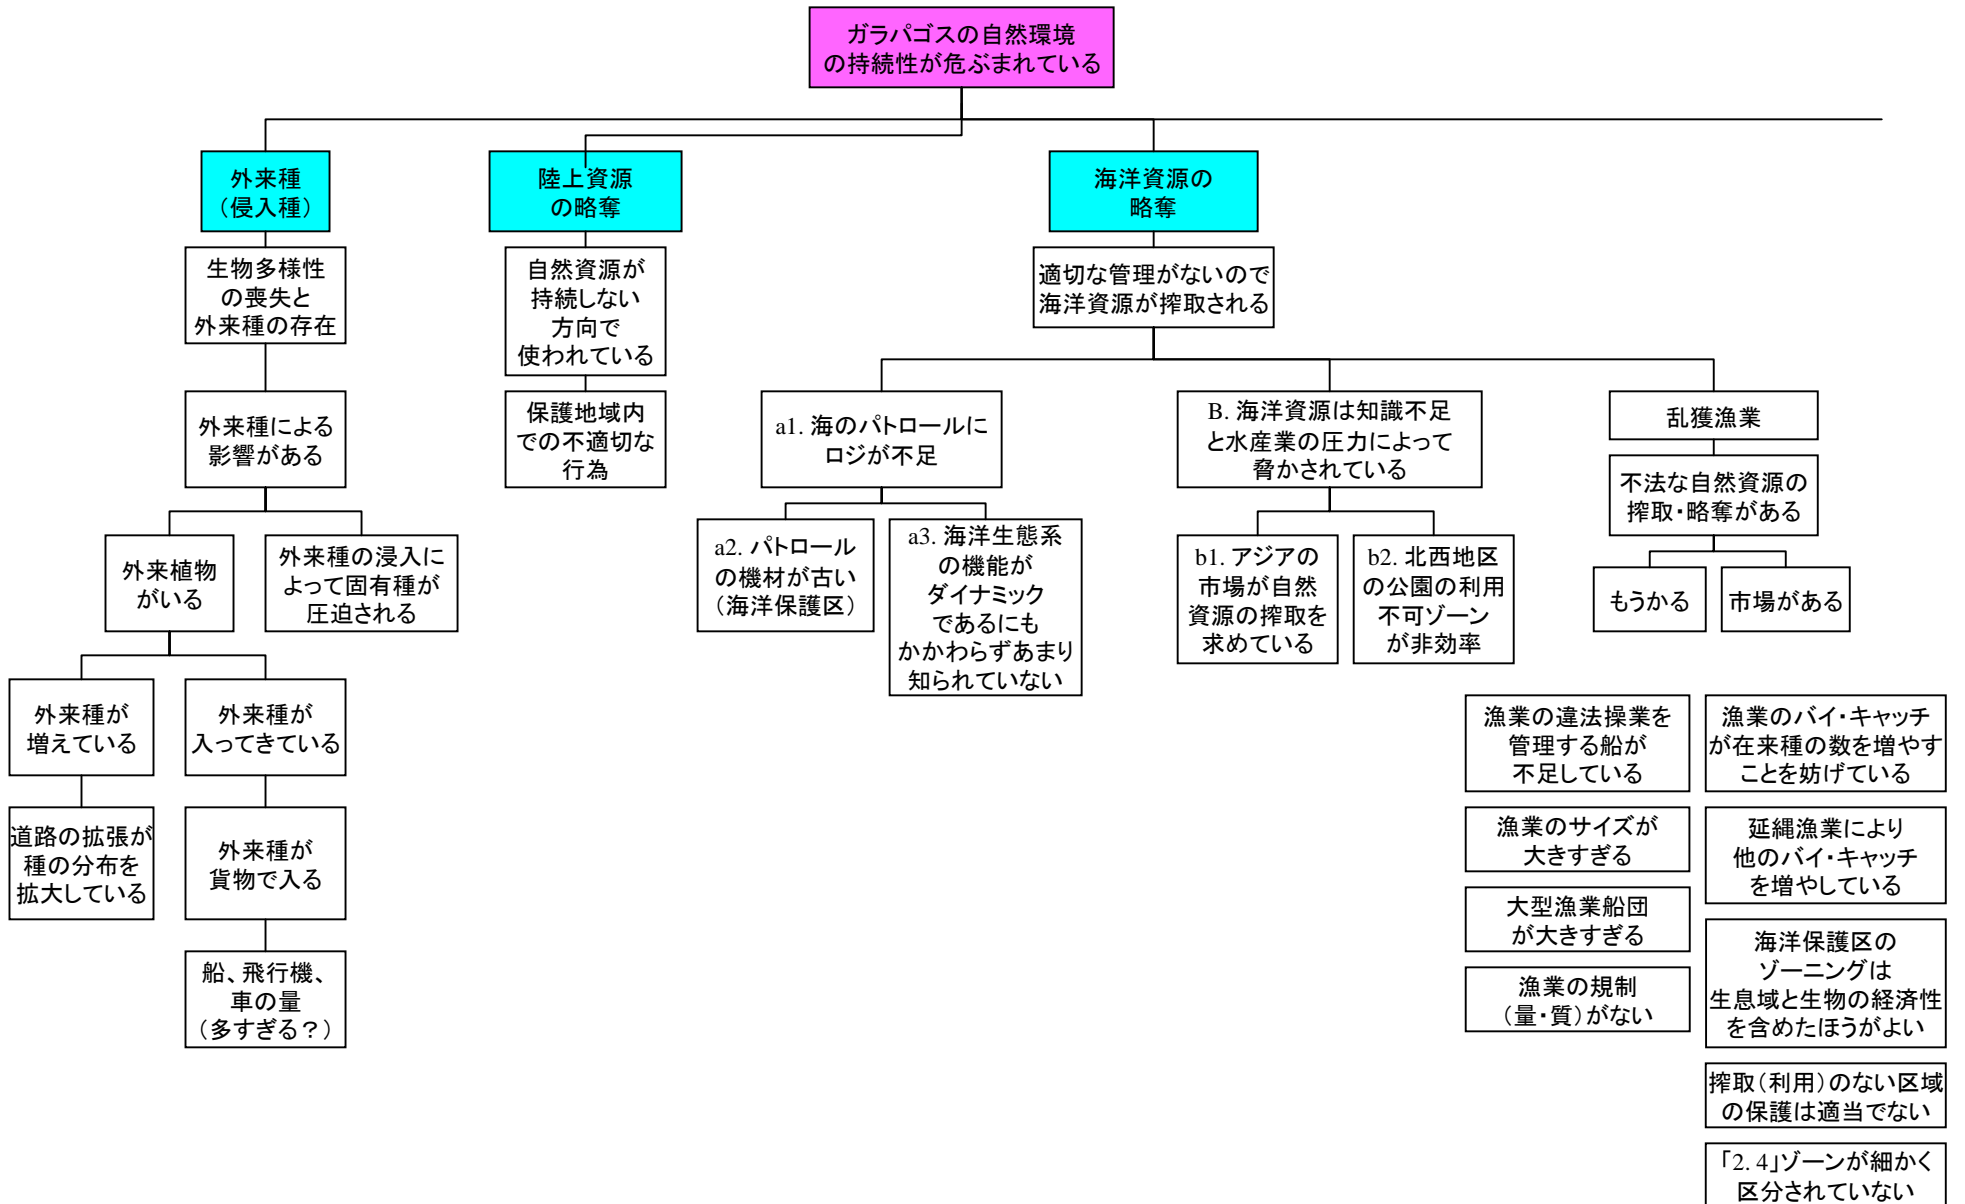 ガラパゴスの自然環境
の持続性が危ぶまれている
外来種
（侵入種）
陸上資源
の略奪
海洋資源の
略奪
生物多様性
の喪失と
外来種の存在
自然資源が
持続しない
方向で
使われている
適切な管理がないので
海洋資源が搾取される
外来種による
影響がある
保護地域内
での不適切な
行為
a1. 海のパトロールに
ロジが不足
B. 海洋資源は知識不足
と水産業の圧力によって
脅かされている
乱獲漁業
不法な自然資源の
搾取・略奪がある
外来植物
がいる
外来種の浸入に
よって固有種が
圧迫される
a2. パトロール
の機材が古い
（海洋保護区）
a3. 海洋生態系
の機能が
ダイナミック
であるにも
かかわらずあまり
知られていない
b1. アジアの
市場が自然
資源の搾取を
求めている
b2. 北西地区
の公園の利用
不可ゾーン
が非効率
もうかる
市場がある
外来種が
増えている
外来種が
入ってきている
道路の拡張が
種の分布を
拡大している
外来種が
貨物で入る
船、飛行機、
車の量
（多すぎる？）
漁業の違法操業を
管理する船が
不足している
漁業のサイズが
大きすぎる
大型漁業船団
が大きすぎる
漁業の規制
（量・質）がない
漁業のバイ・キャッチ
が在来種の数を増やす
ことを妨げている
延縄漁業により
他のバイ・キャッチ
を増やしている
海洋保護区の
ゾーニングは
生息域と生物の経済性
を含めたほうがよい
搾取（利用）のない区域
の保護は適当でない
「2. 4」ゾーンが細かく
区分されていない